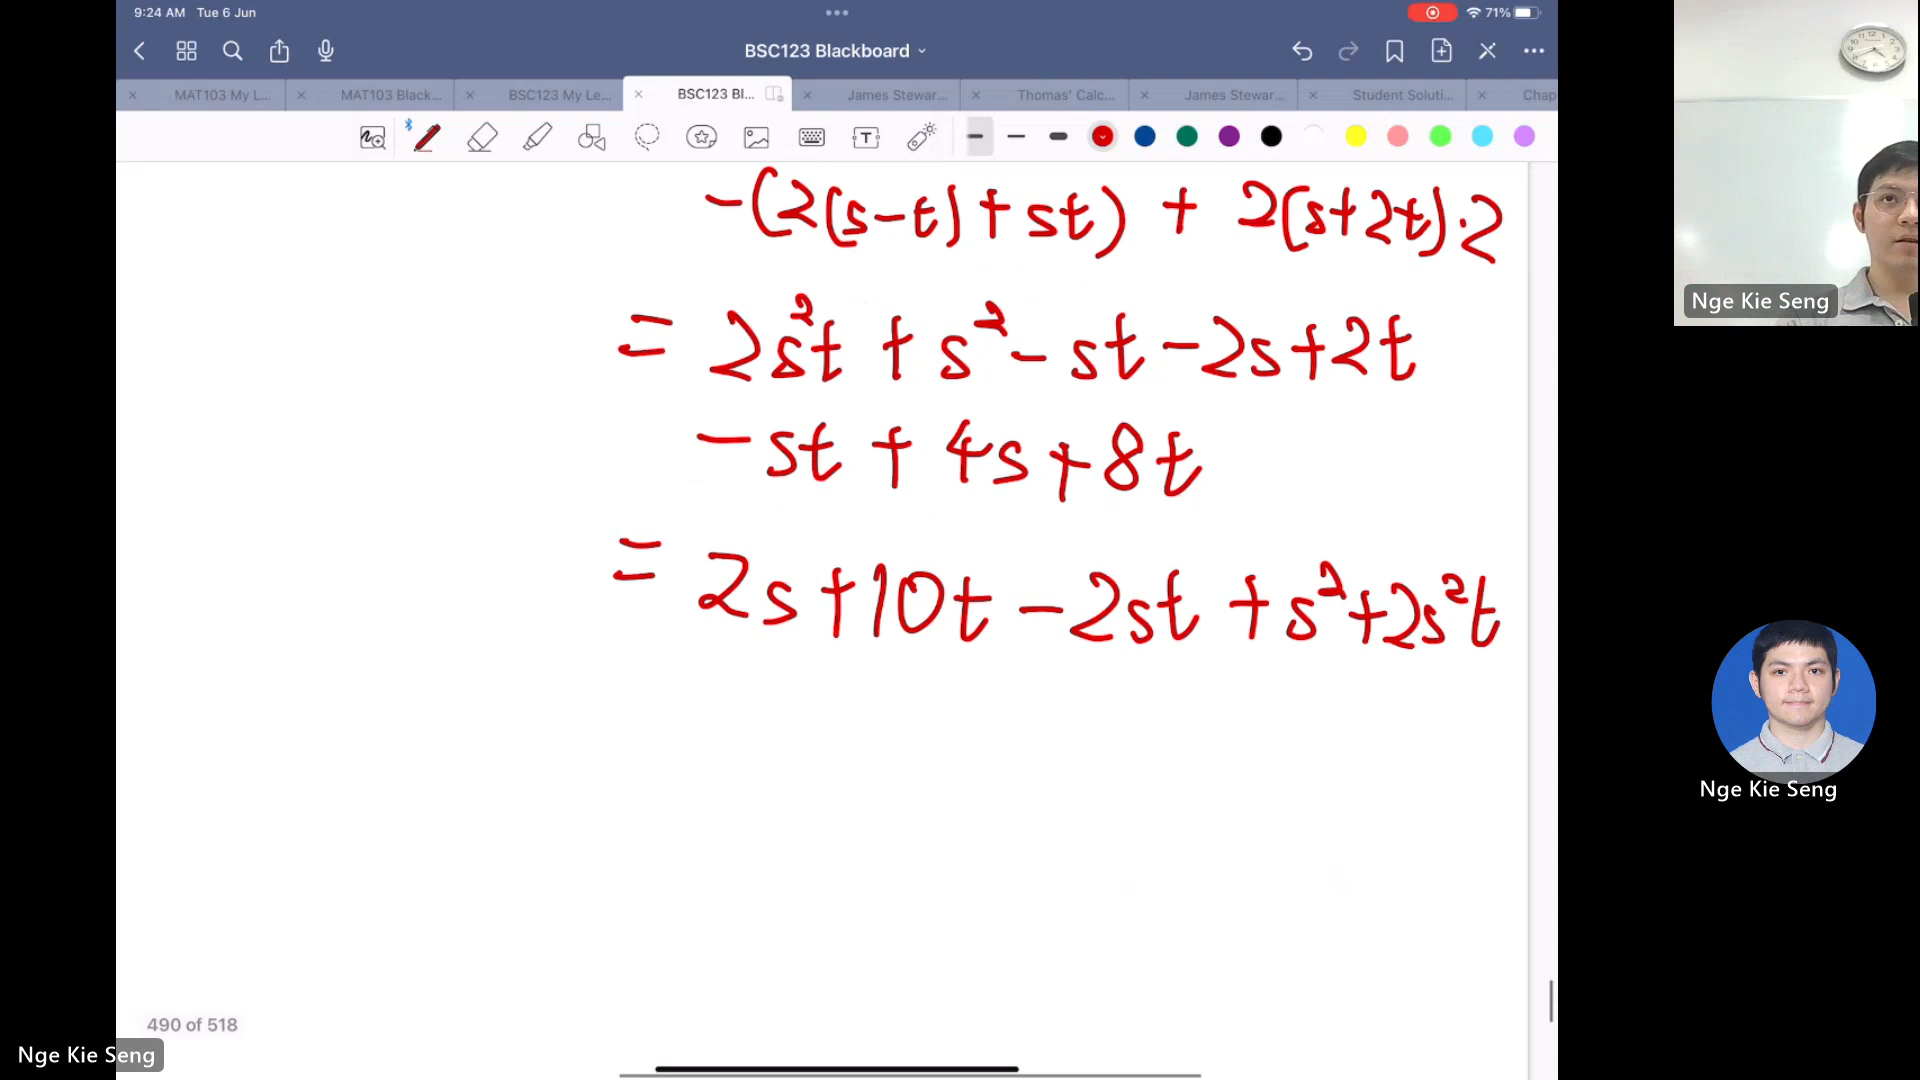 9:24 AM Tue 6 Jun
71%
BSC123 Blackboard
MAT103 My L...
MAT103 Black...
BSC123 My Le...
BSC123 Bl...
James Stewar...
Thomas' Calc...
James Stewar...
Student Soluti...
Chap
-(2(s-t)+st) + 2(s+2t)·2
= 2s²t + s² - st - 2s + 2t
- st + 4s + 8t
= 2s + 10t - 2st + s² + 2s²t
490 of 518
Nge Kie Seng
Nge Kie Seng
Nge Kie Seng